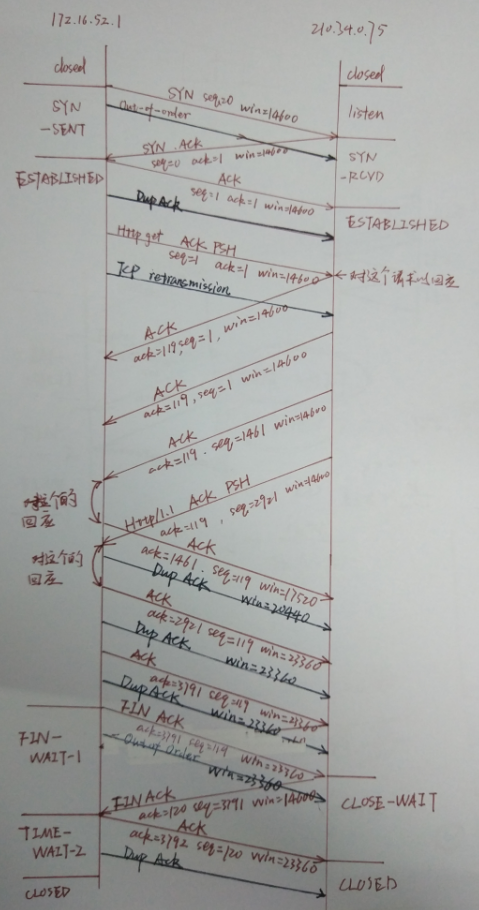 172.16.52.1
210.34.0.75
closed
closed
SYN seq=0 win=14600
listen
SYN
-SENT
Out-of-order
SYN.Ack
seq=0 ack=1 win=14600
SYN
-RCVD
ESTABLISHED
Ack
seq=1 ack=1 win=14600
Dup Ack
ESTABLISHED
Http get ACK PSH
seq=1 ack=1 win=14600
对这个请求以回应
TCP retransmission
ACK
ack=119, seq=1, win=14600
ACK
ack=119, seq=1 win=14600
ACK
ack=119. seq=1461 win=14600
对这个的
回应
Http/1.1 ACK PSH
ack=119, seq=2921 win=14600
对这个的
回应
ACK
ack=1461. seq=119 win=17520
Dup ACK win=20440
ACK
ack=2921 seq=119 win=23360
Dup ACK win=23360
Ack
ack=3791 seq=119 win=23360
Dup ACK win=23360
FIN-
WAIT-1
FIN ACK
ack=3791 seq=119 win=23360
Out-of Order
win=23360
CLOSE-WAIT
FIN ACK
ack=120 seq=3791 win=14600
TIME-
WAIT-2
ACK
ack=3792 seq=120 win=23360
Dup Ack
CLOSED
CLOSED